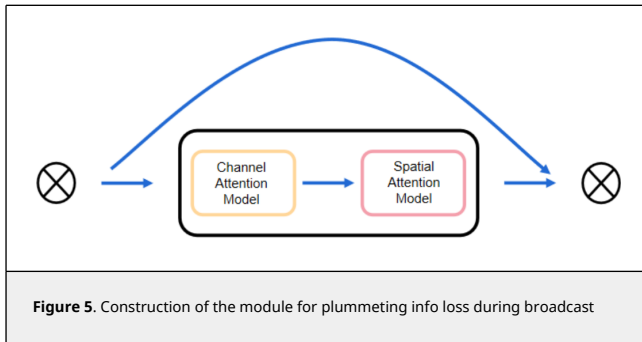 Channel
Attention
Model
Spatial
Attention
Model
Figure 5. Construction of the module for plummeting info loss during broadcast